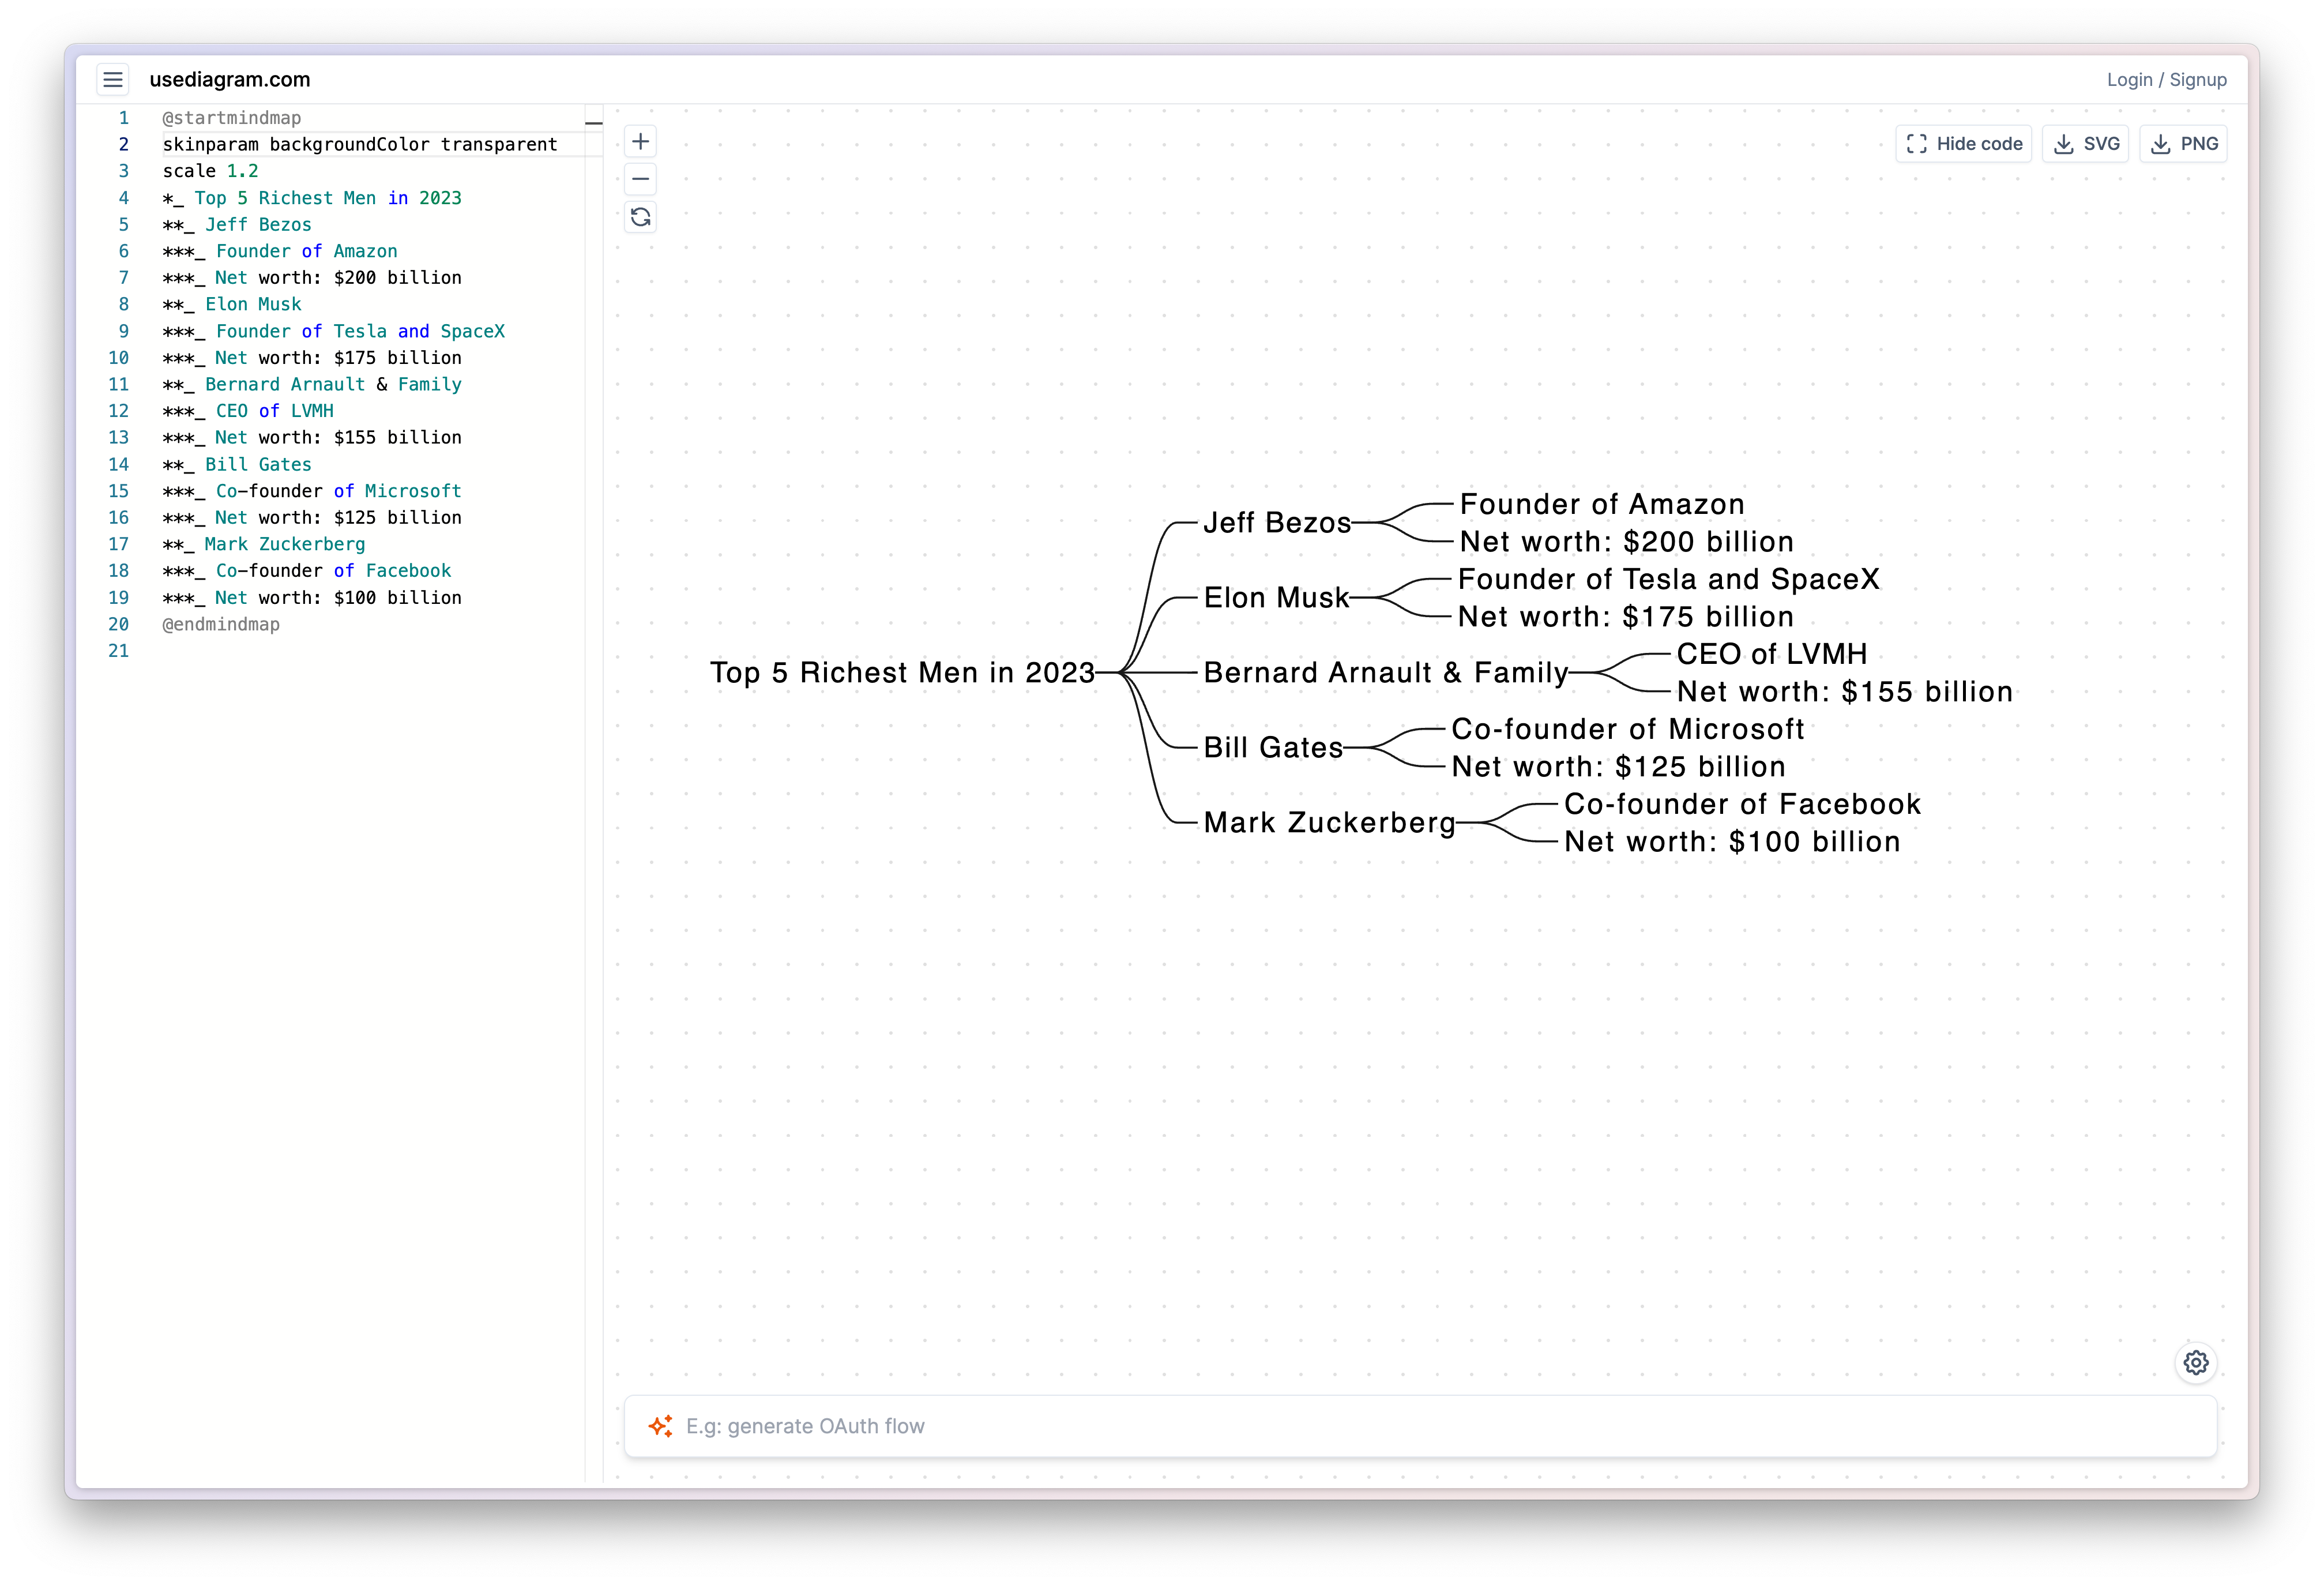 usediagram.com
Login / Signup
1 @startmindmap
2 skinparam backgroundColor transparent
3 scale 1.2
4 *_ Top 5 Richest Men in 2023
5 **_ Jeff Bezos
6 ***_ Founder of Amazon
7 ***_ Net worth: $200 billion
8 **_ Elon Musk
9 ***_ Founder of Tesla and SpaceX
10 ***_ Net worth: $175 billion
11 **_ Bernard Arnault & Family
12 ***_ CEO of LVMH
13 ***_ Net worth: $155 billion
14 **_ Bill Gates
15 ***_ Co-founder of Microsoft
16 ***_ Net worth: $125 billion
17 **_ Mark Zuckerberg
18 ***_ Co-founder of Facebook
19 ***_ Net worth: $100 billion
20 @endmindmap
21
Hide code
SVG
PNG
Top 5 Richest Men in 2023
Jeff Bezos
Founder of Amazon
Net worth: $200 billion
Elon Musk
Founder of Tesla and SpaceX
Net worth: $175 billion
Bernard Arnault & Family
CEO of LVMH
Net worth: $155 billion
Bill Gates
Co-founder of Microsoft
Net worth: $125 billion
Mark Zuckerberg
Co-founder of Facebook
Net worth: $100 billion
E.g: generate OAuth flow